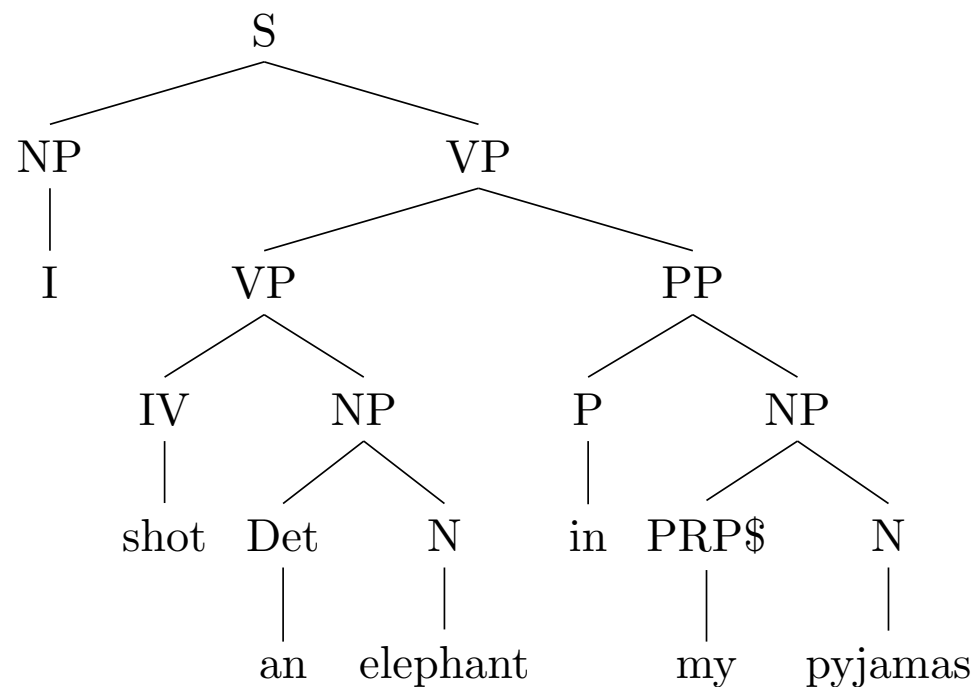 S
NP VP
I VP PP
IV NP P NP
shot Det N in PRP$ N
an elephant my pyjamas